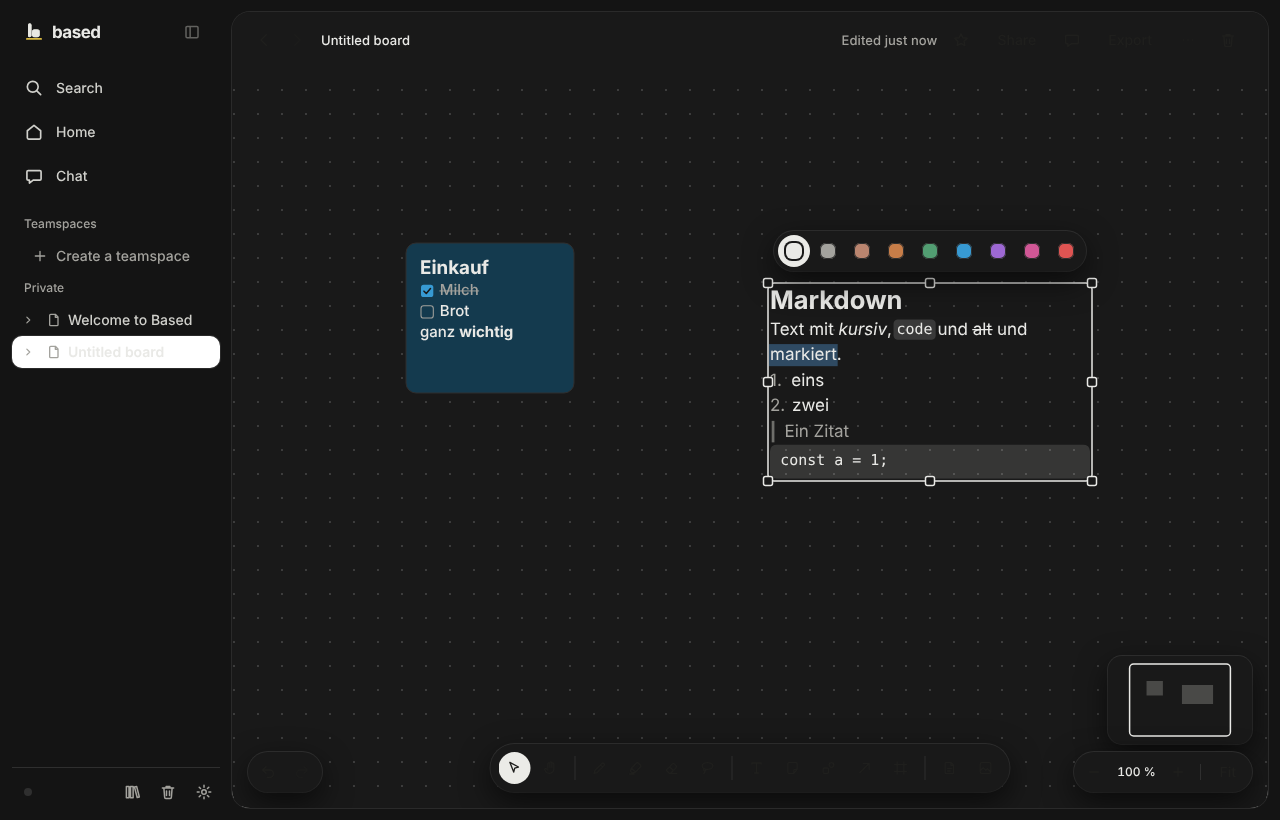 based
Untitled board
Edited just now
Share
Export
Search
Home
Chat
Teamspaces
Create a teamspace
Private
Welcome to Based
Untitled board
Einkauf
Milch
Brot
ganz wichtig
Markdown
Text mit kursiv, code und alt und
markiert.
1. eins
2. zwei
Ein Zitat
const a = 1;
100 %